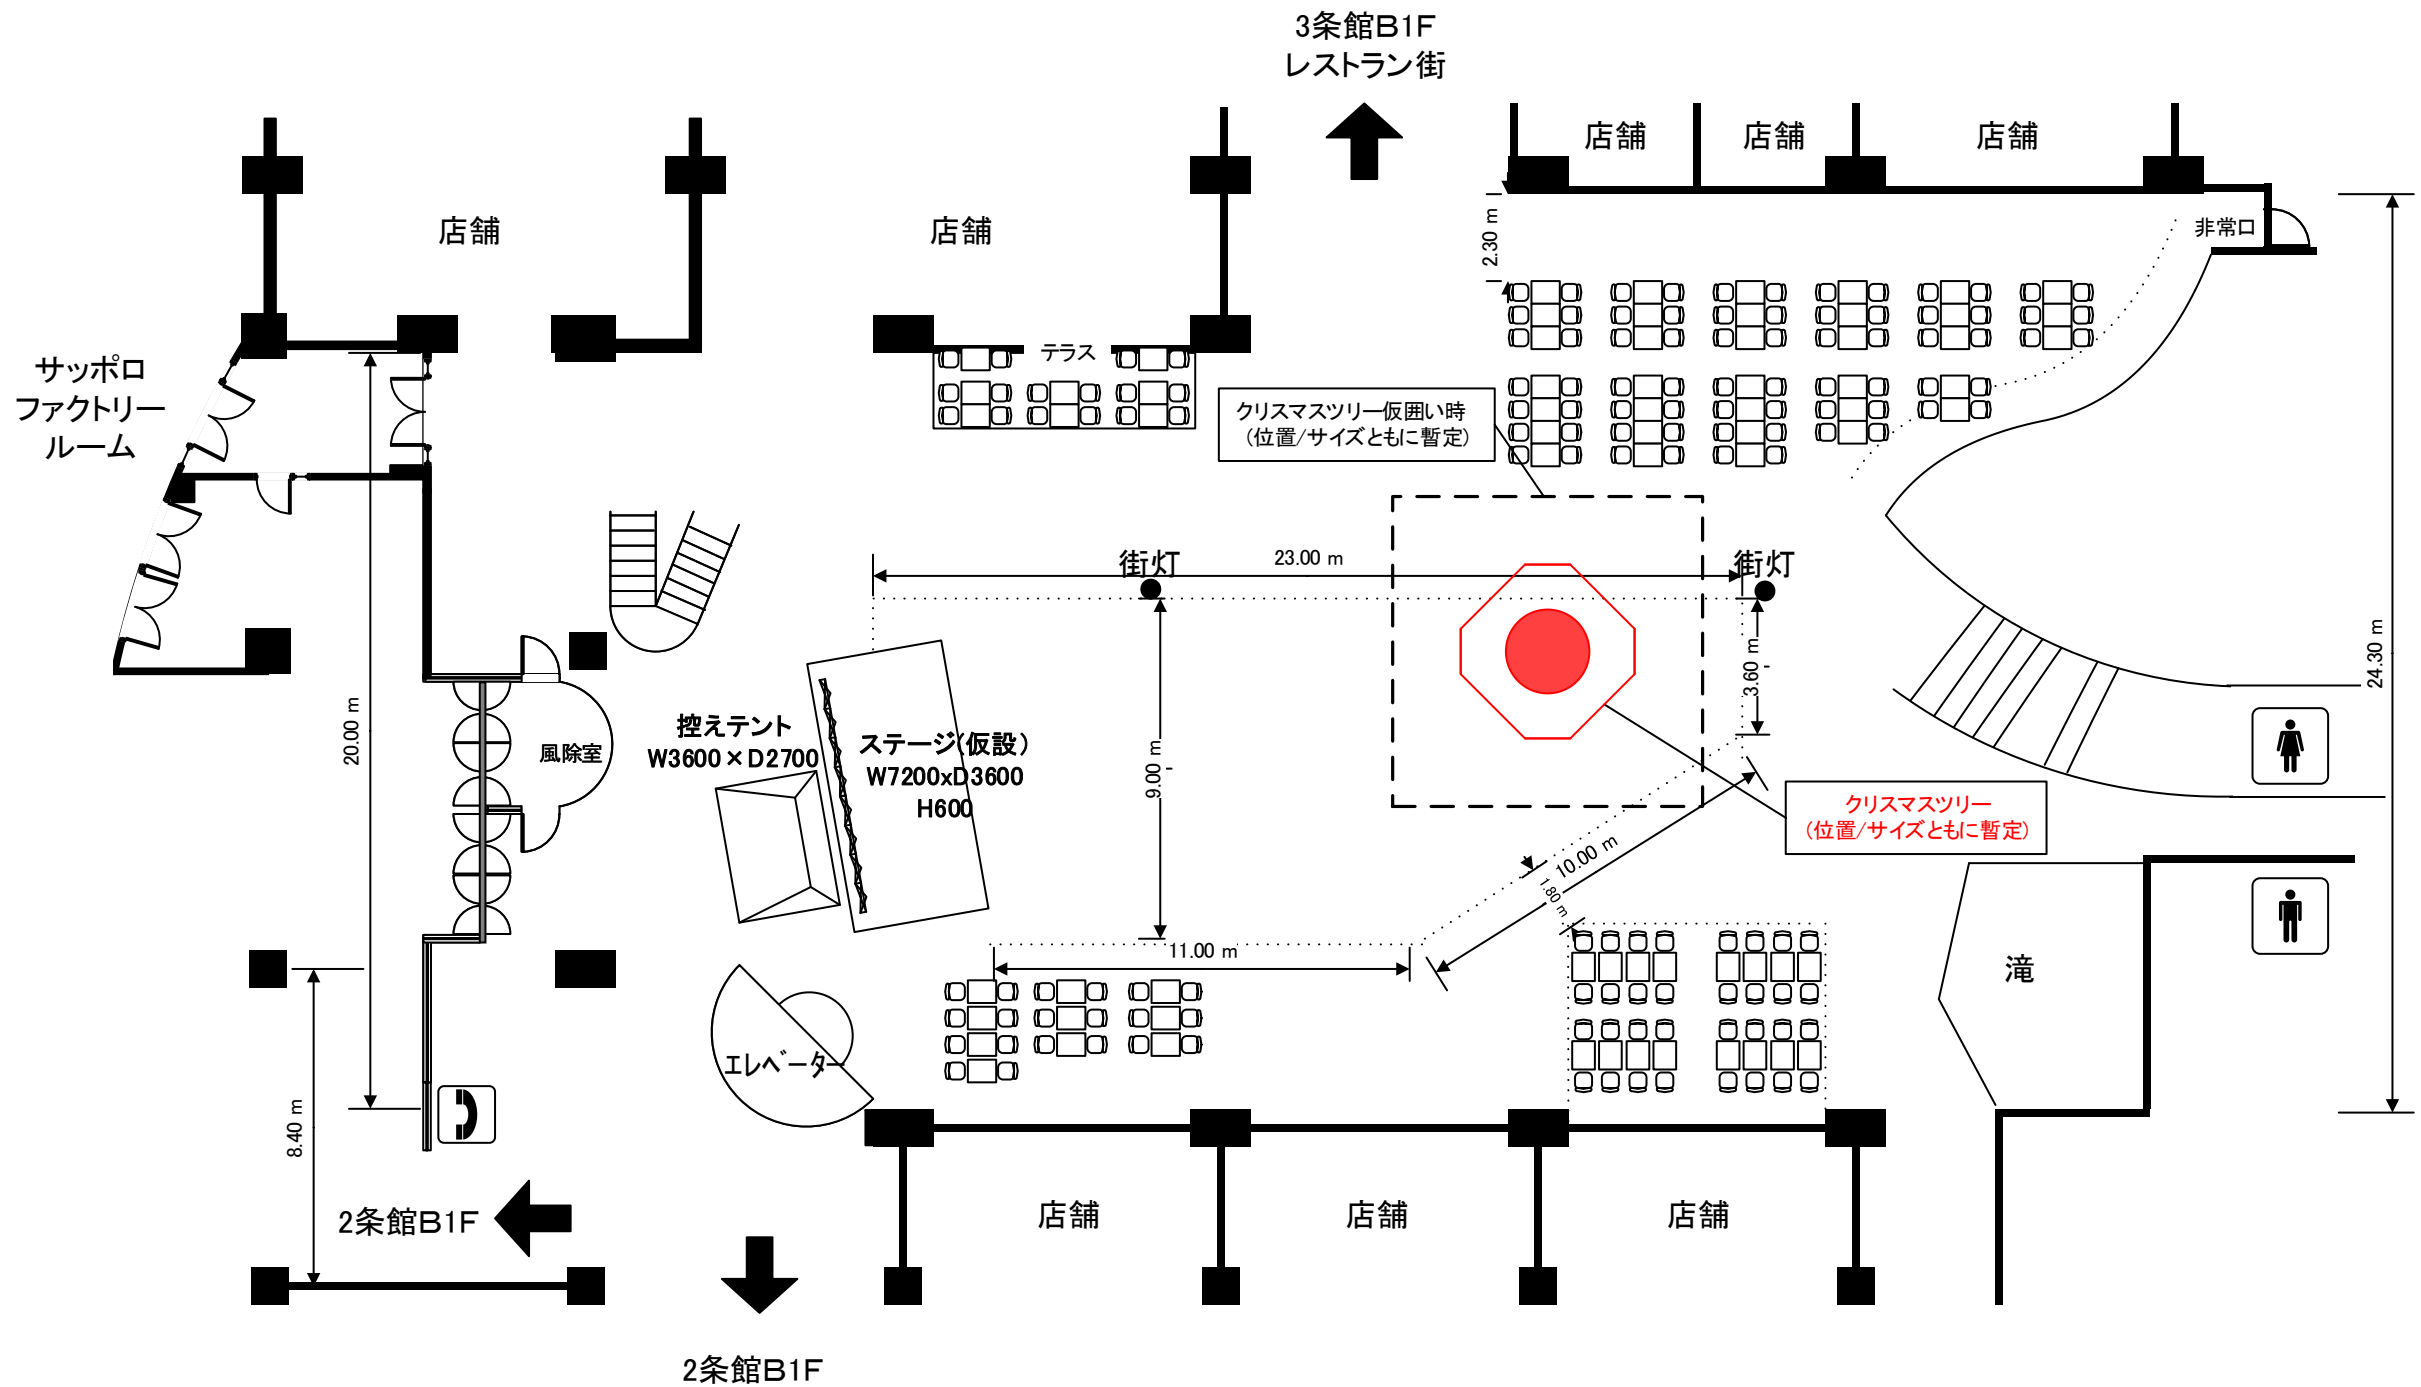 3条館B1F
レストラン街
店舗
店舗
店舗
店舗
店舗
非常口
2.30 m
サッポロ
ファクトリー
ルーム
テラス
クリスマスツリー仮囲い時
(位置/サイズともに暫定)
街灯
23.00 m
街灯
24.30 m
3.60 m
20.00 m
風除室
控えテント
W3600×D2700
ステージ(仮設)
W7200xD3600
H600
9.00 m
クリスマスツリー
(位置/サイズともに暫定)
10.00 m
1.80 m
11.00 m
滝
エレベーター
8.40 m
2条館B1F
店舗
店舗
店舗
2条館B1F